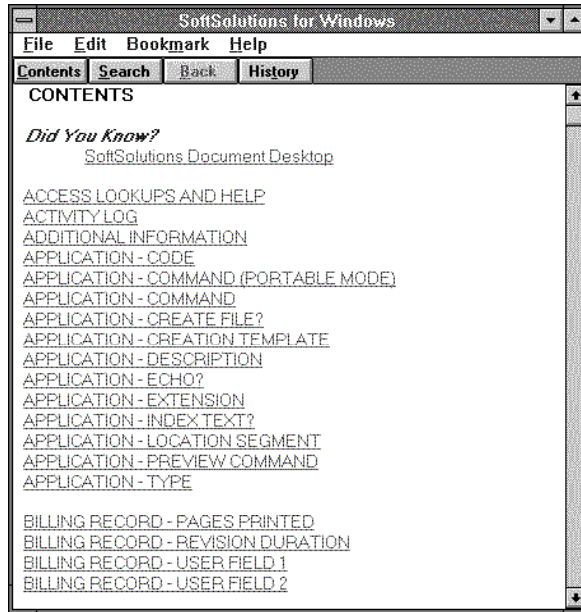 SoftSolutions for Windows
File Edit Bookmark Help
Contents Search Back History
CONTENTS
Did You Know?
SoftSolutions Document Desktop
ACCESS LOOKUPS AND HELP
ACTIVITY LOG
ADDITIONAL INFORMATION
APPLICATION - CODE
APPLICATION - COMMAND (PORTABLE MODE)
APPLICATION - COMMAND
APPLICATION - CREATE FILE?
APPLICATION - CREATION TEMPLATE
APPLICATION - DESCRIPTION
APPLICATION - ECHO?
APPLICATION - EXTENSION
APPLICATION - INDEX TEXT?
APPLICATION - LOCATION SEGMENT
APPLICATION - PREVIEW COMMAND
APPLICATION - TYPE
BILLING RECORD - PAGES PRINTED
BILLING RECORD - REVISION DURATION
BILLING RECORD - USER FIELD 1
BILLING RECORD - USER FIELD 2